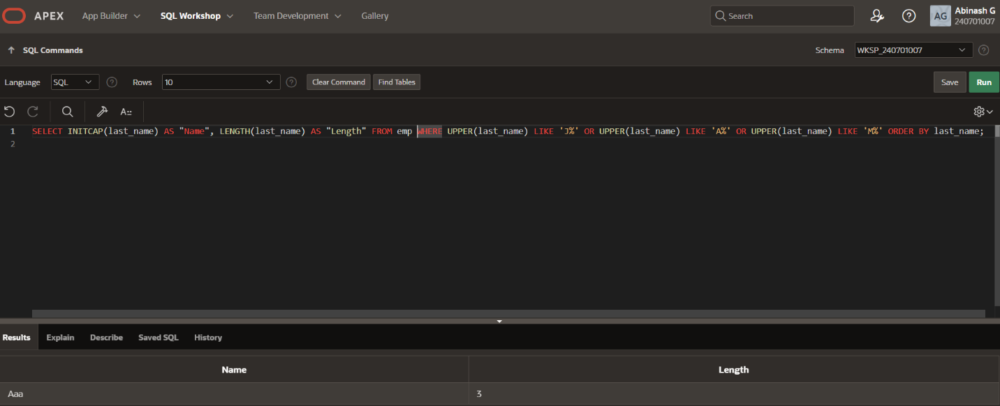 APEX App Builder SQL Workshop Team Development Gallery Search ? AG Abinash G
240701007
SQL Commands Schema WKSP_240701007 ?
Language SQL ? Rows 10 ? Clear Command Find Tables Save Run
A::
1 SELECT INITCAP(last_name) AS "Name", LENGTH(last_name) AS "Length" FROM emp WHERE UPPER(last_name) LIKE 'J%' OR UPPER(last_name) LIKE 'A%' OR UPPER(last_name) LIKE 'M%' ORDER BY last_name;
2
Results Explain Describe Saved SQL History
Name Length
Aaa 3